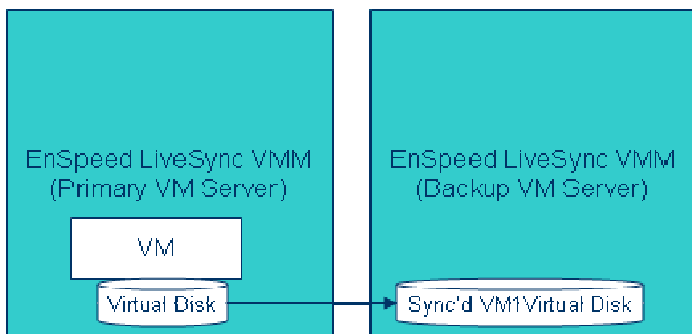 EnSpeed LiveSync VMM
(Primary VM Server)
VM
Virtual Disk
EnSpeed LiveSync VMM
(Backup VM Server)
Sync'd VM1Virtual Disk